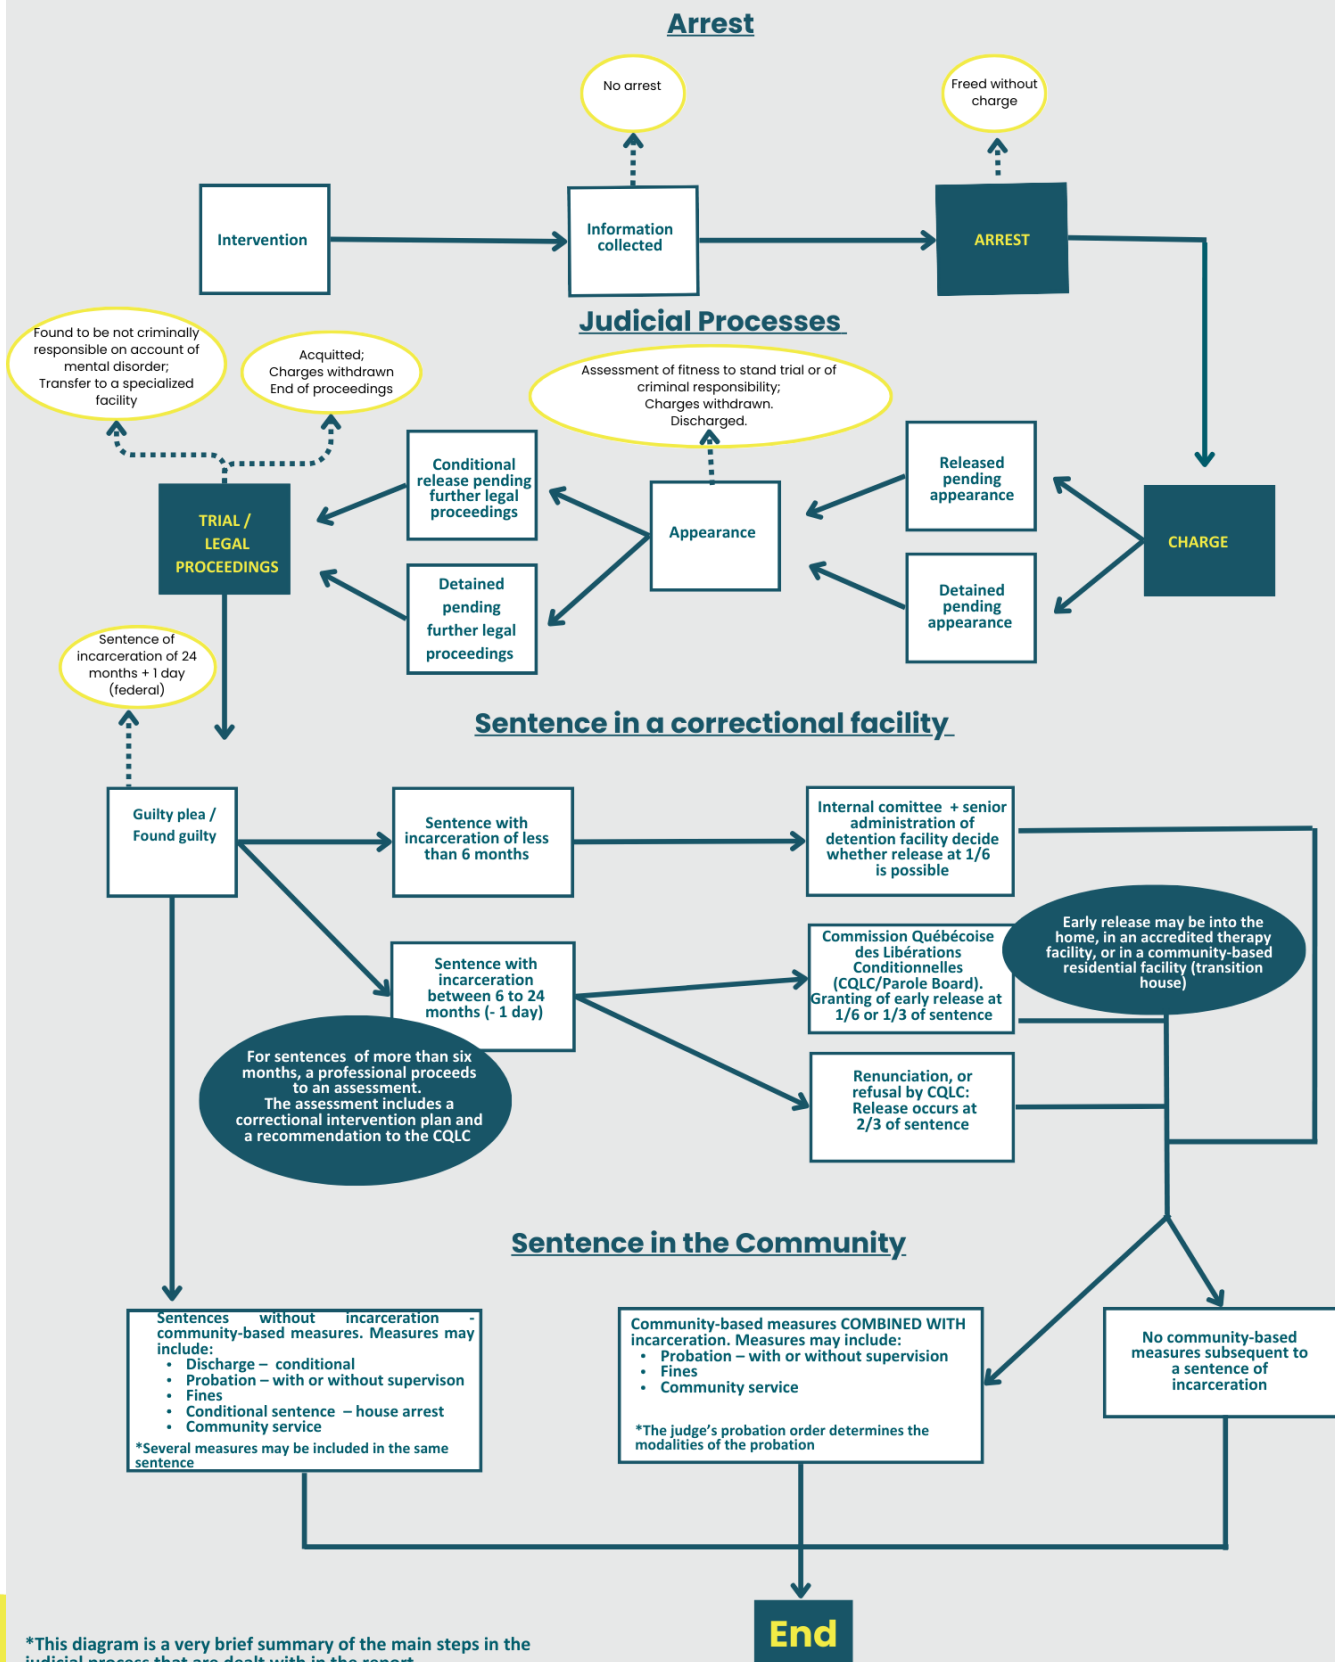 Arrest
No arrest
Freed without
charge
Intervention
Information
collected
ARREST
Judicial Processes
Found to be not criminally
responsible on account of
mental disorder;
Transfer to a specialized
facility
Acquitted;
Charges withdrawn
End of proceedings
Assessment of fitness to stand trial or of
criminal responsibility;
Charges withdrawn.
Discharged.
Conditional
release pending
further legal
proceedings
Released
pending
appearance
TRIAL /
LEGAL
PROCEEDINGS
Appearance
CHARGE
Detained
pending
further legal
proceedings
Detained
pending
appearance
Sentence of
incarceration of 24
months + 1 day
(federal)
Sentence in a correctional facility
Guilty plea /
Found guilty
Sentence with
incarceration of less
than 6 months
Internal comittee + senior
administration of
detention facility decide
whether release at 1/6
is possible
Early release may be into the
home, in an accredited therapy
facility, or in a community-based
residential facility (transition
house)
Sentence with
incarceration
between 6 to 24
months (- 1 day)
Commission Québécoise
des Libérations
Conditionnelles
(CQLC/Parole Board).
Granting of early release at
1/6 or 1/3 of sentence
For sentences of more than six
months, a professional proceeds
to an assessment.
The assessment includes a
correctional intervention plan and
a recommendation to the CQLC
Renunciation, or
refusal by CQLC:
Release occurs at
2/3 of sentence
Sentence in the Community
Sentences without incarceration -
community-based measures. Measures may
include:
• Discharge – conditional
• Probation – with or without supervison
• Fines
• Conditional sentence – house arrest
• Community service
*Several measures may be included in the same
sentence
Community-based measures COMBINED WITH
incarceration. Measures may include:
• Probation – with or without supervision
• Fines
• Community service
*The judge's probation order determines the
modalities of the probation
No community-based
measures subsequent to
a sentence of
incarceration
End
*This diagram is a very brief summary of the main steps in the
judicial process that are dealt with in the report